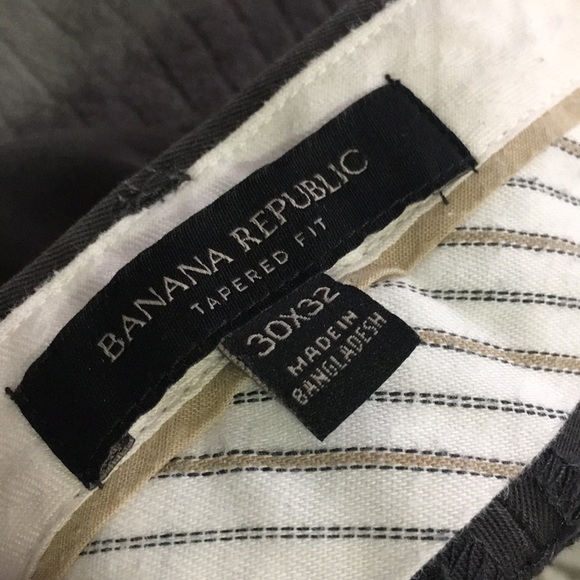 BANANA REPUBLIC
TAPERED FIT
30X32
MADE IN
BANGLADESH